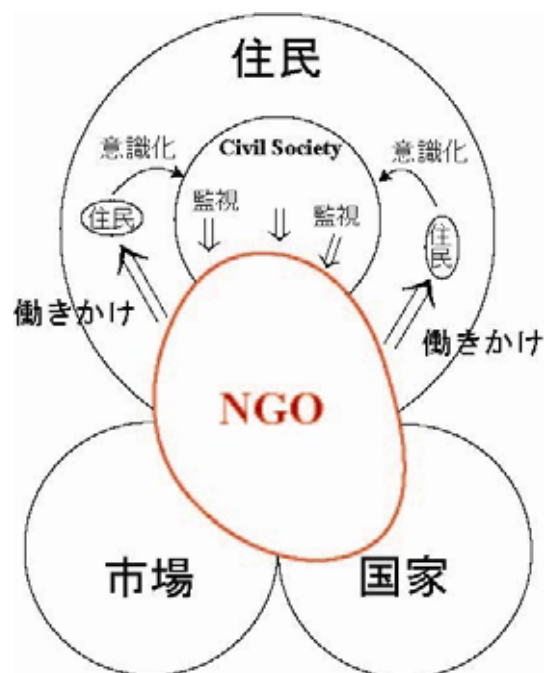 住民
意識化
Civil Society
意識化
監視
監視
住民
住民
働きかけ
働きかけ
NGO
市場
国家